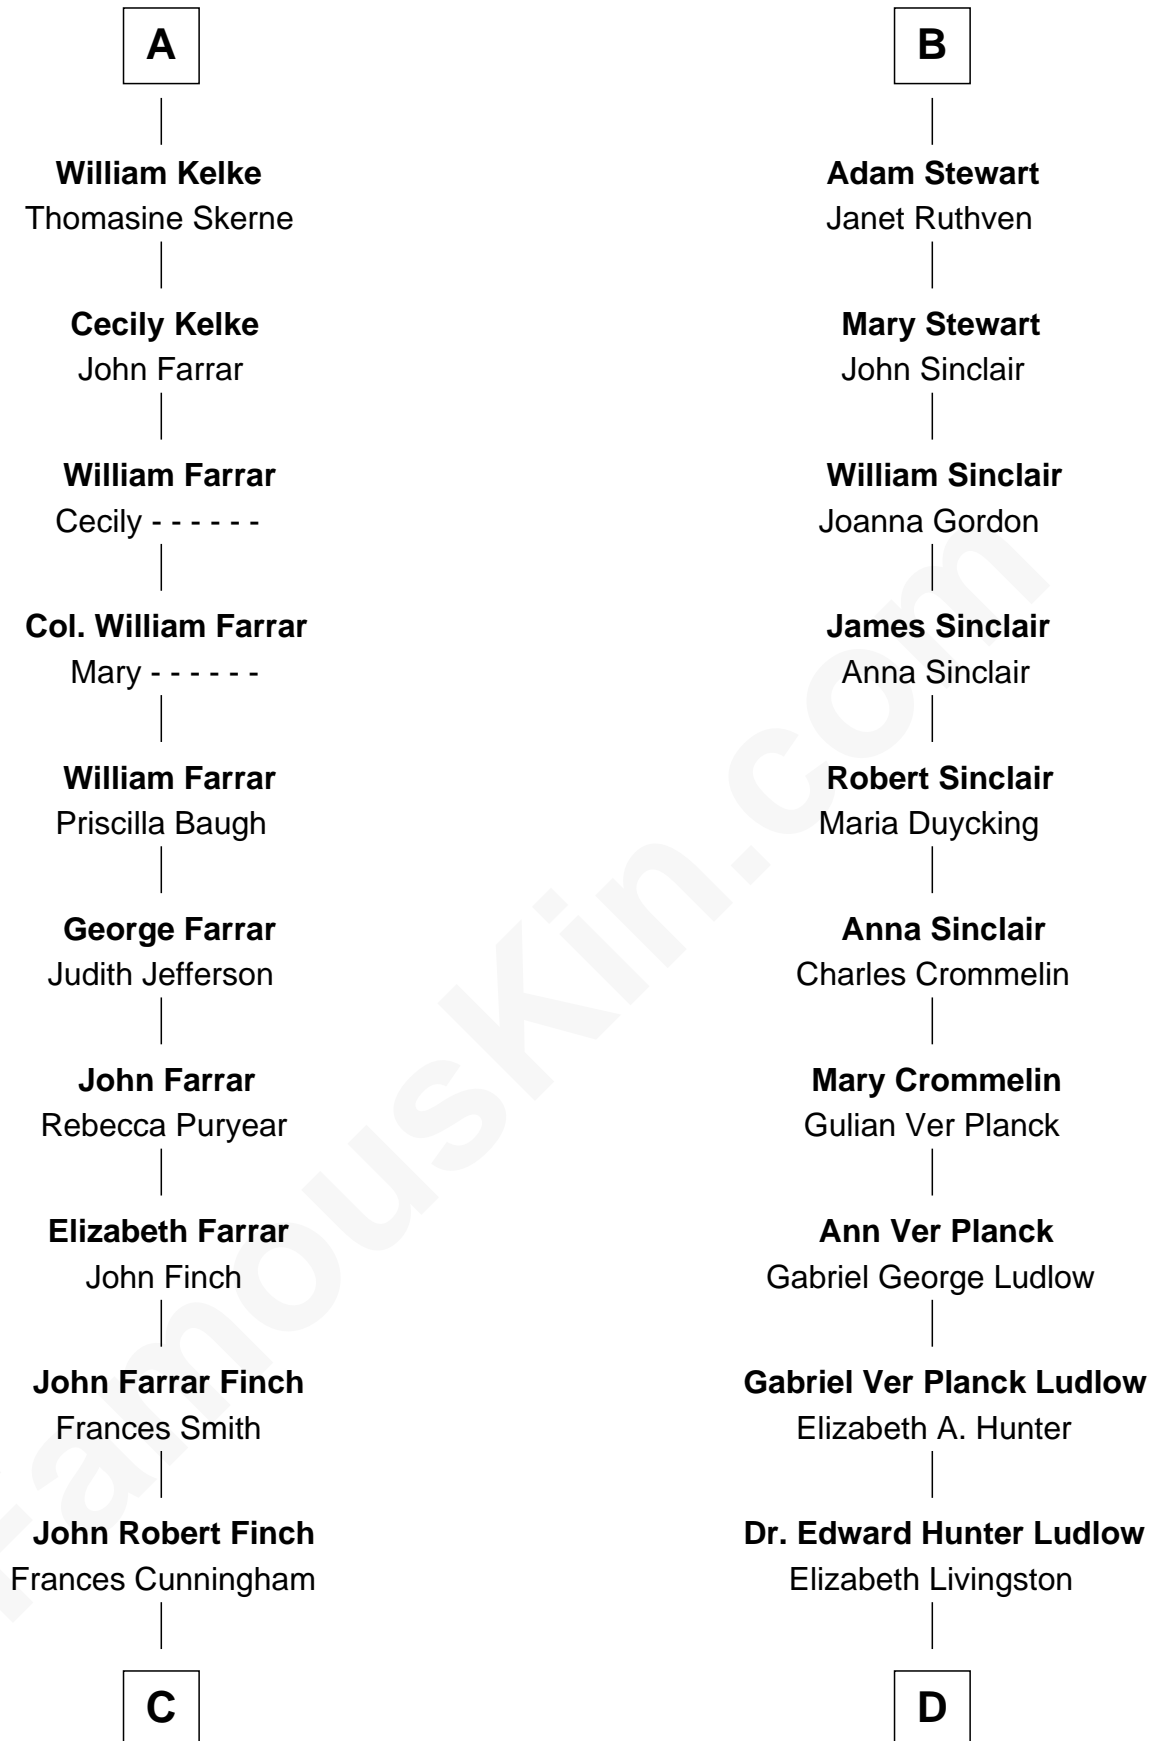 A
William Kelke
Thomasine Skerne
Cecily Kelke
John Farrar
William Farrar
Cecily - - - - - -
Col. William Farrar
Mary - - - - - -
William Farrar
Priscilla Baugh
George Farrar
Judith Jefferson
John Farrar
Rebecca Puryear
Elizabeth Farrar
John Finch
John Farrar Finch
Frances Smith
John Robert Finch
Frances Cunningham
C
B
Adam Stewart
Janet Ruthven
Mary Stewart
John Sinclair
William Sinclair
Joanna Gordon
James Sinclair
Anna Sinclair
Robert Sinclair
Maria Duycking
Anna Sinclair
Charles Crommelin
Mary Crommelin
Gulian Ver Planck
Ann Ver Planck
Gabriel George Ludlow
Gabriel Ver Planck Ludlow
Elizabeth A. Hunter
Dr. Edward Hunter Ludlow
Elizabeth Livingston
D
FamousKin.com